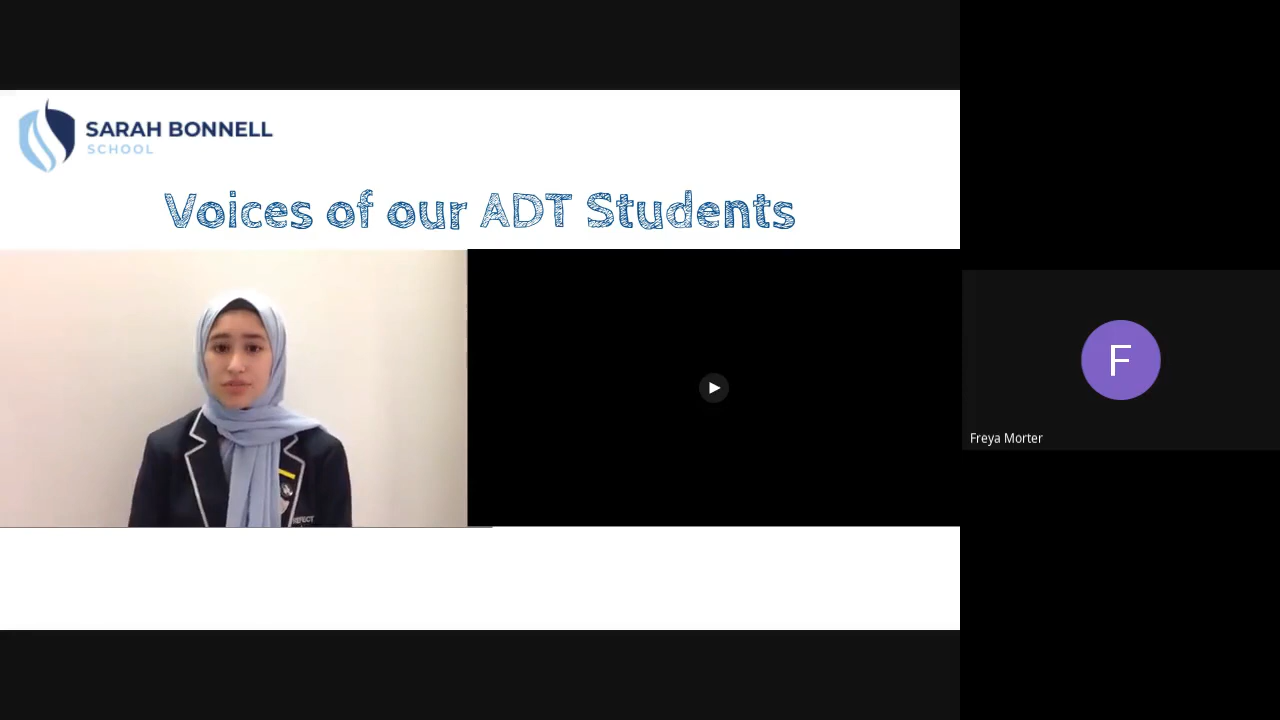 SARAH BONNELL
SCHOOL
Voices of our ADT Students
F
Freya Morter